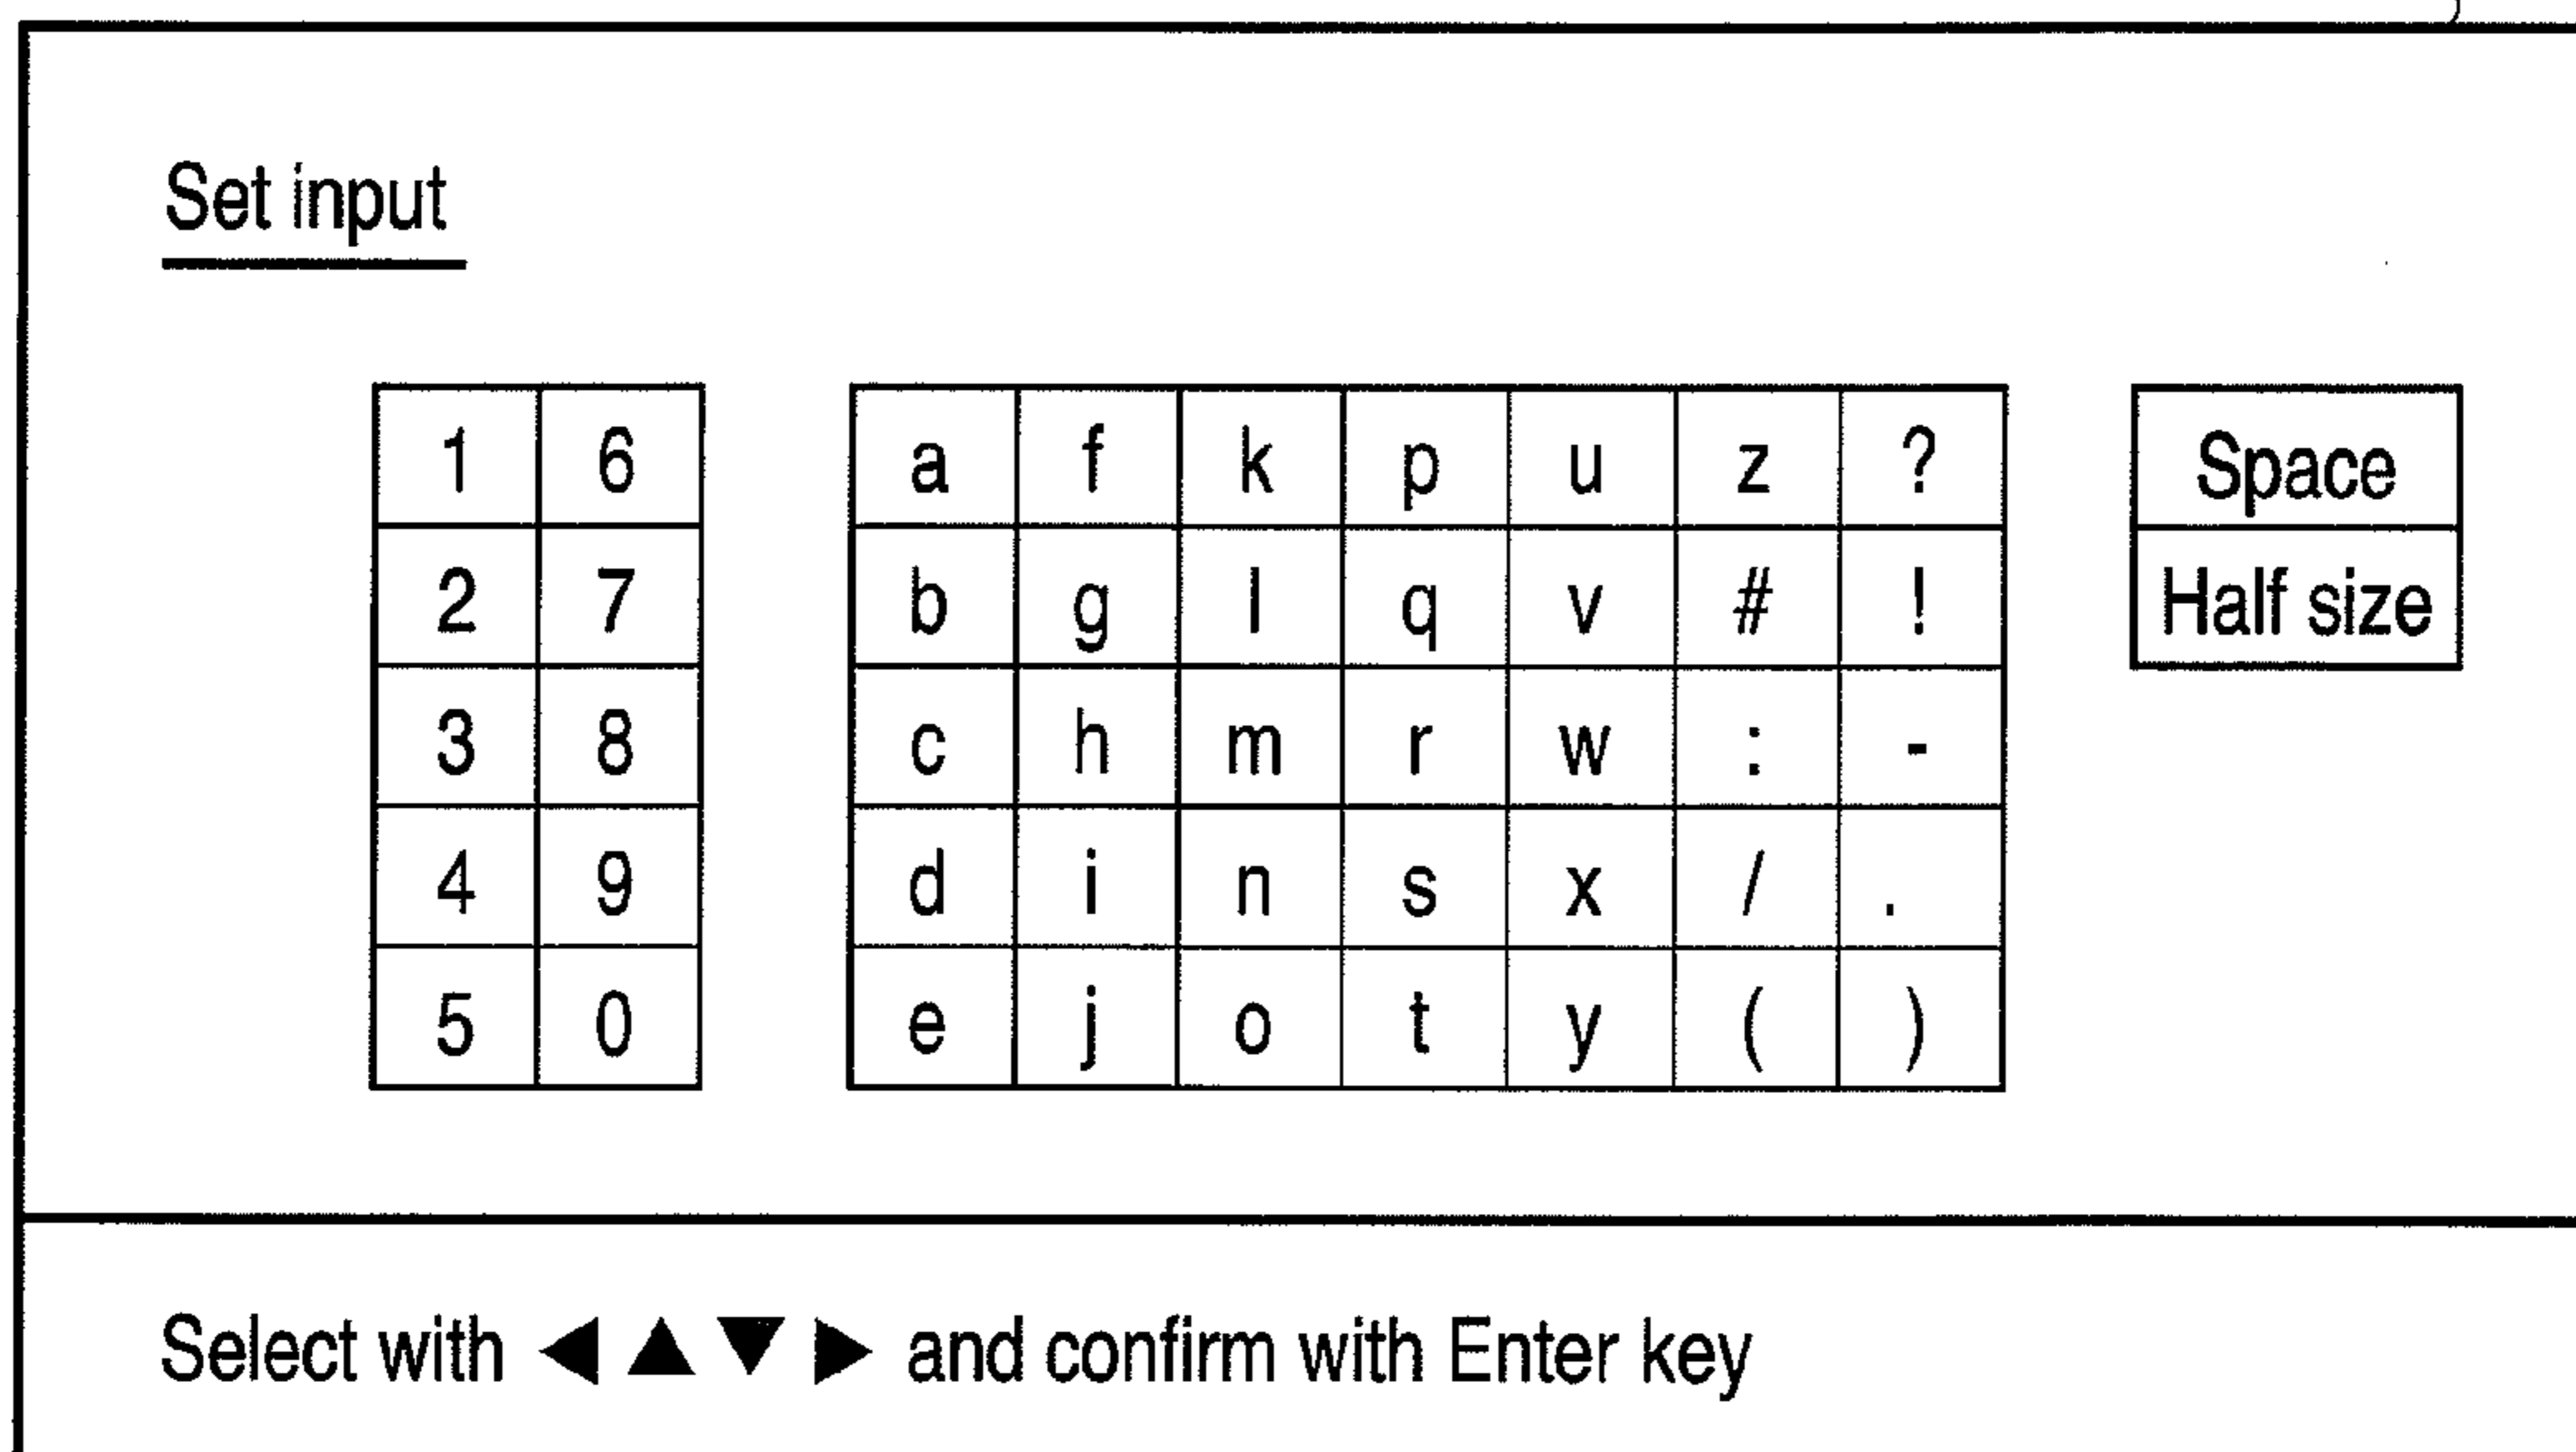 Set input
1 6 a f k p u z ? Space
2 7 b g l q v # ! Half size
3 8 c h m r w : -
4 9 d i n s x / .
5 0 e j o t y ( )
Select with ◀ ▲ ▼ ▶ and confirm with Enter key